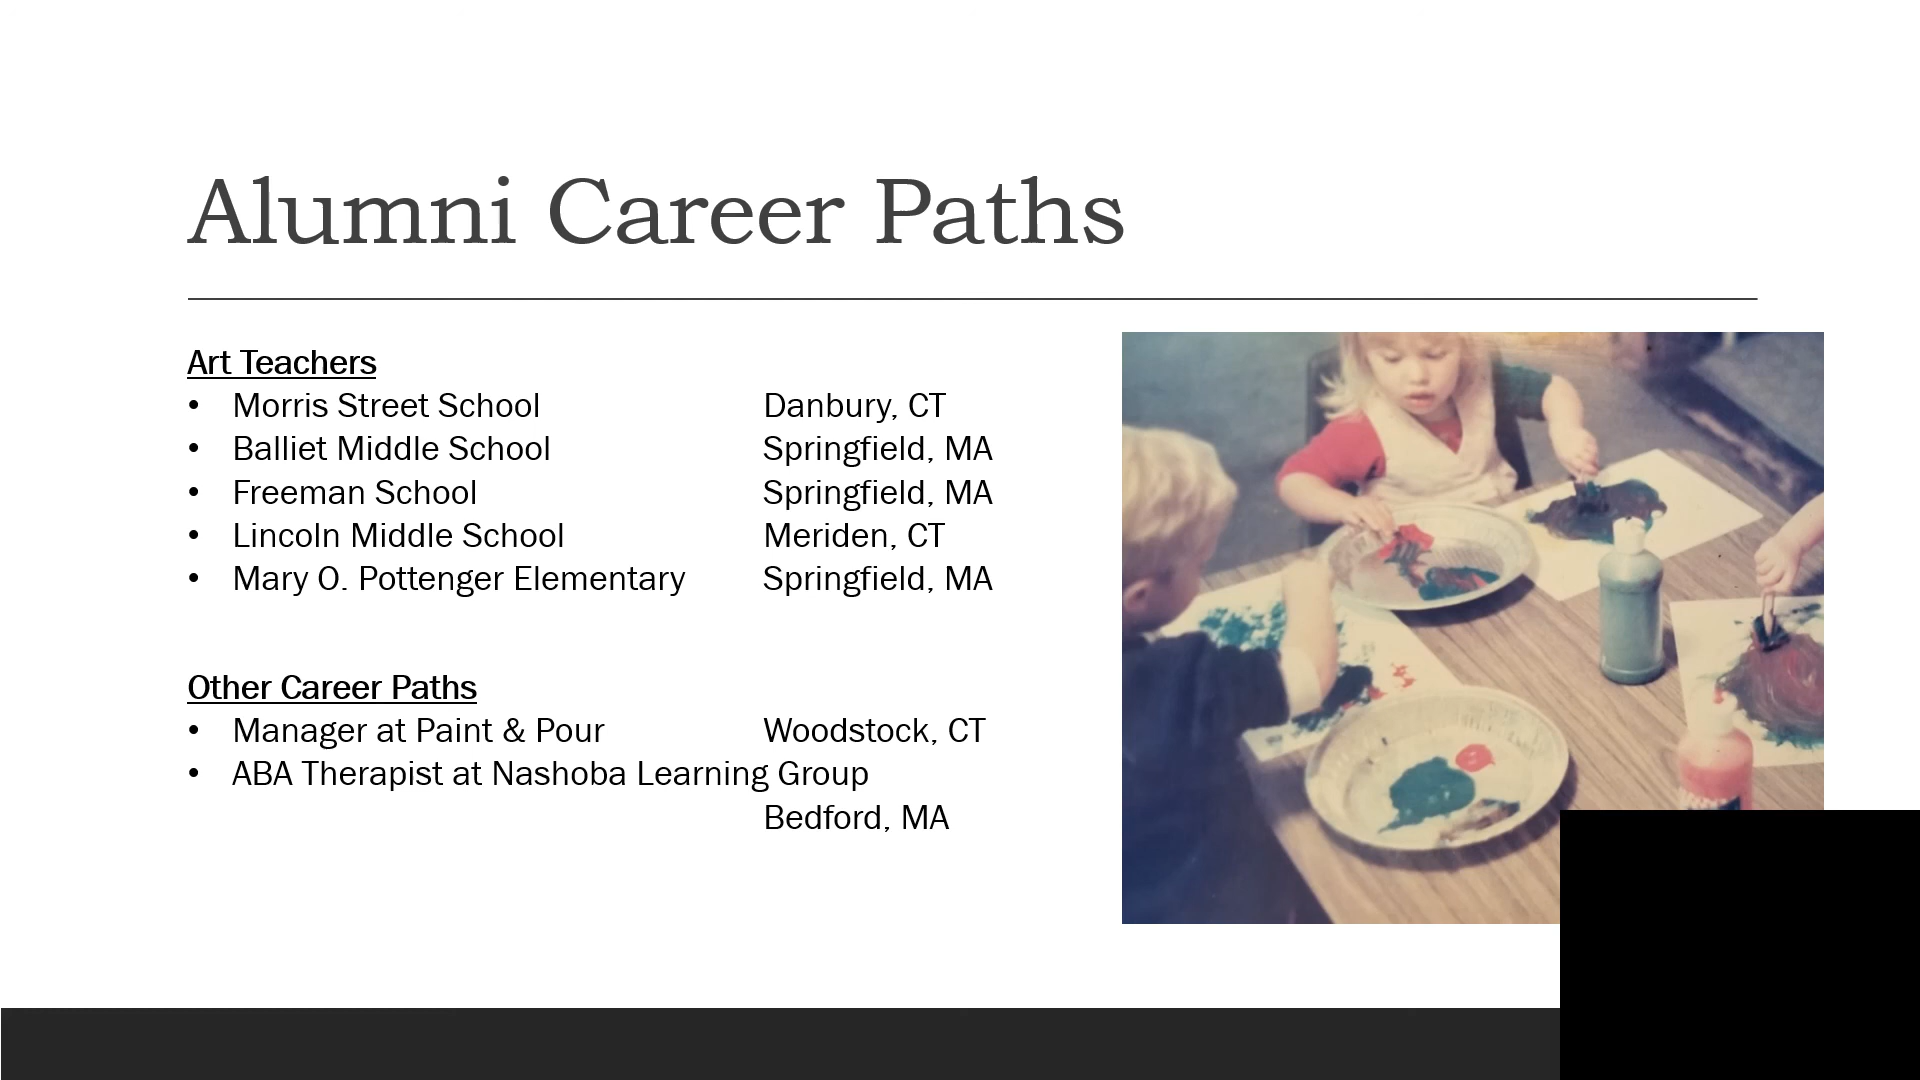 Alumni Career Paths
Art Teachers
• Morris Street School Danbury, CT
• Balliet Middle School Springfield, MA
• Freeman School Springfield, MA
• Lincoln Middle School Meriden, CT
• Mary O. Pottenger Elementary Springfield, MA
Other Career Paths
• Manager at Paint & Pour Woodstock, CT
• ABA Therapist at Nashoba Learning Group
Bedford, MA